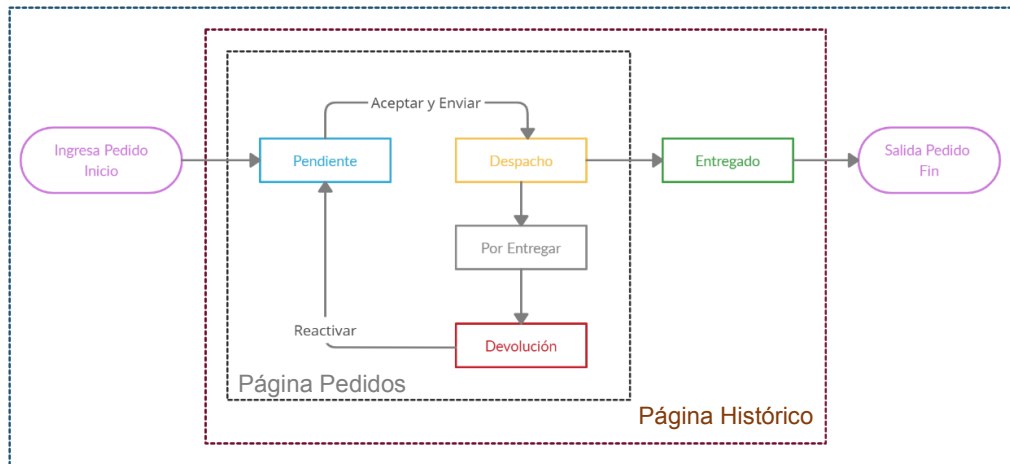 Aceptar y Enviar
Ingresa Pedido
Inicio
Pendiente
Despacho
Entregado
Salida Pedido
Fin
Por Entregar
Reactivar
Devolución
Página Pedidos
Página Histórico